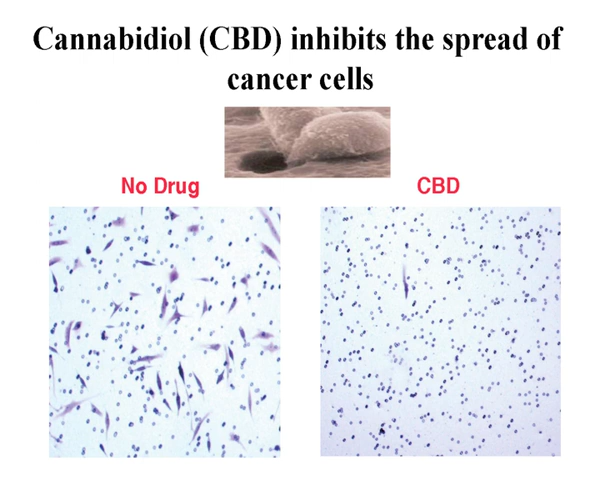 Cannabidiol (CBD) inhibits the spread of
cancer cells
No Drug
CBD